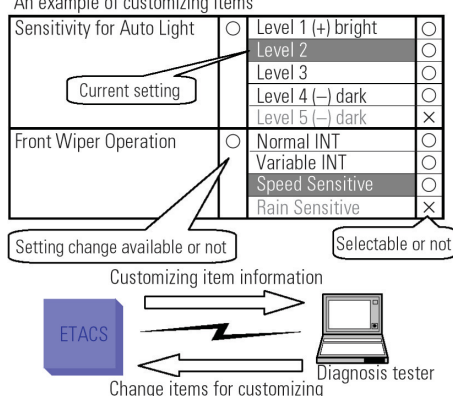 An example of customizing items
Sensitivity for Auto Light ○ Level 1 (+) bright ○
Level 2 ○
Level 3 ○
Level 4 (–) dark ○
Level 5 (–) dark ×
Current setting
Front Wiper Operation ○ Normal INT ○
Variable INT ○
Speed Sensitive ○
Rain Sensitive ×
Setting change available or not
Selectable or not
Customizing item information
ETACS
Diagnosis tester
Change items for customizing